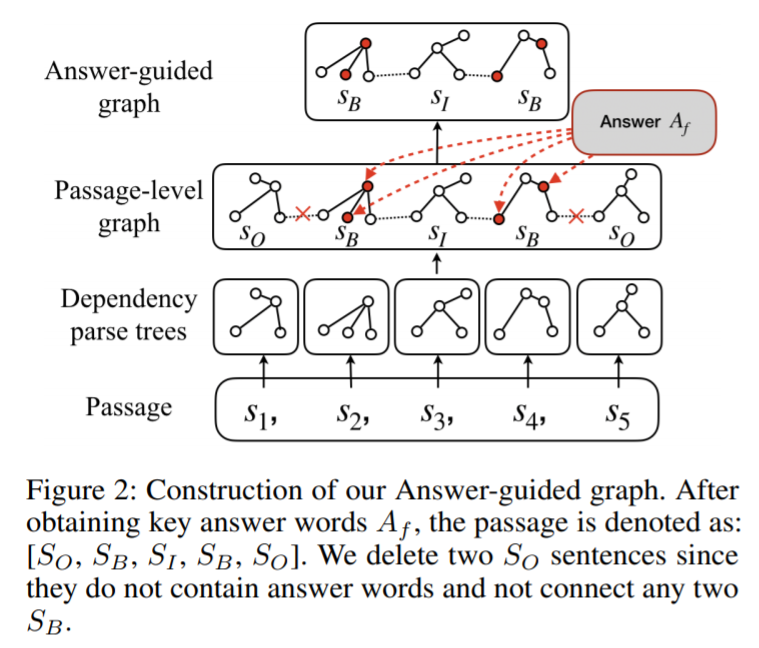 Answer-guided
graph
S_B S_I S_B
Answer A_f
Passage-level
graph
S_O S_B S_I S_B S_O
Dependency
parse trees
Passage
S_1, S_2, S_3, S_4, S_5
Figure 2: Construction of our Answer-guided graph. After
obtaining key answer words A_f, the passage is denoted as:
[S_O, S_B, S_I, S_B, S_O]. We delete two S_O sentences since
they do not contain answer words and not connect any two
S_B.